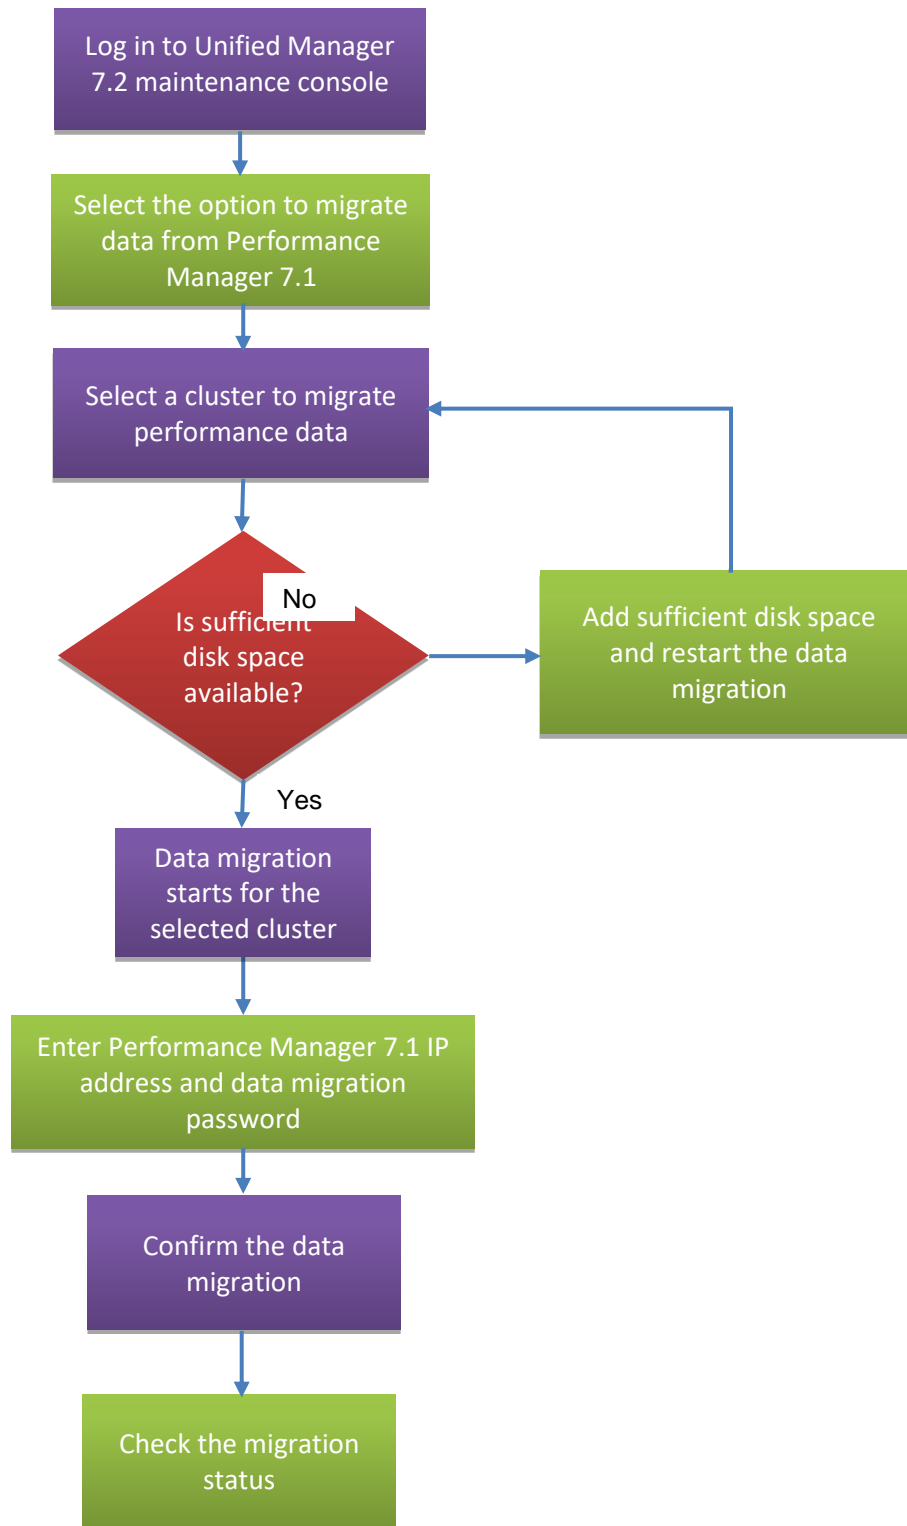 Log in to Unified Manager
7.2 maintenance console
Select the option to migrate
data from Performance
Manager 7.1
Select a cluster to migrate
performance data
No
Is sufficient
disk space
available?
Add sufficient disk space
and restart the data
migration
Yes
Data migration
starts for the
selected cluster
Enter Performance Manager 7.1 IP
address and data migration
password
Confirm the data
migration
Check the migration
status